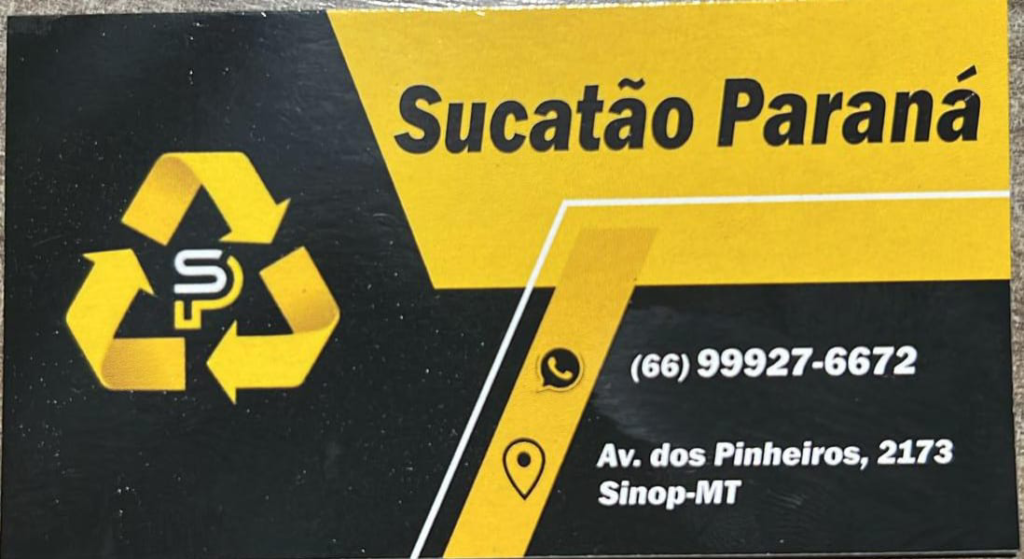 Sucatão Paraná
SP
(66) 99927-6672
Av. dos Pinheiros, 2173
Sinop-MT